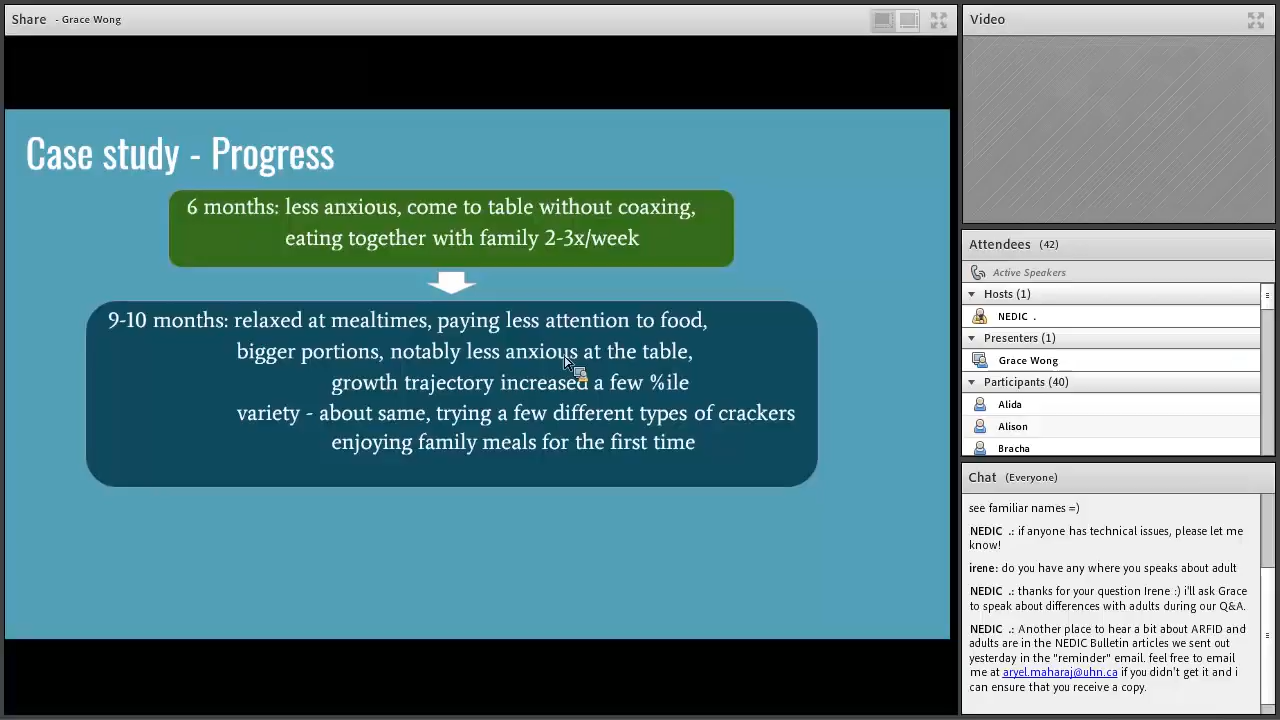 Share - Grace Wong
Case study - Progress
6 months: less anxious, come to table without coaxing,
eating together with family 2-3x/week
9-10 months: relaxed at mealtimes, paying less attention to food,
bigger portions, notably less anxious at the table,
growth trajectory increased a few %ile
variety - about same, trying a few different types of crackers
enjoying family meals for the first time
Video
Attendees (42)
Active Speakers
Hosts (1)
NEDIC .
Presenters (1)
Grace Wong
Participants (40)
Alida
Alison
Bracha
Chat (Everyone)
see familiar names =)
NEDIC .: if anyone has technical issues, please let me
know!
irene: do you have any where you speaks about adult
NEDIC .: thanks for your question Irene :) i'll ask Grace
to speak about differences with adults during our Q&A.
NEDIC .: Another place to hear a bit about ARFID and
adults are in the NEDIC Bulletin articles we sent out
yesterday in the "reminder" email. feel free to email
me at aryel.maharaj@uhn.ca if you didn't get it and i
can ensure that you receive a copy.